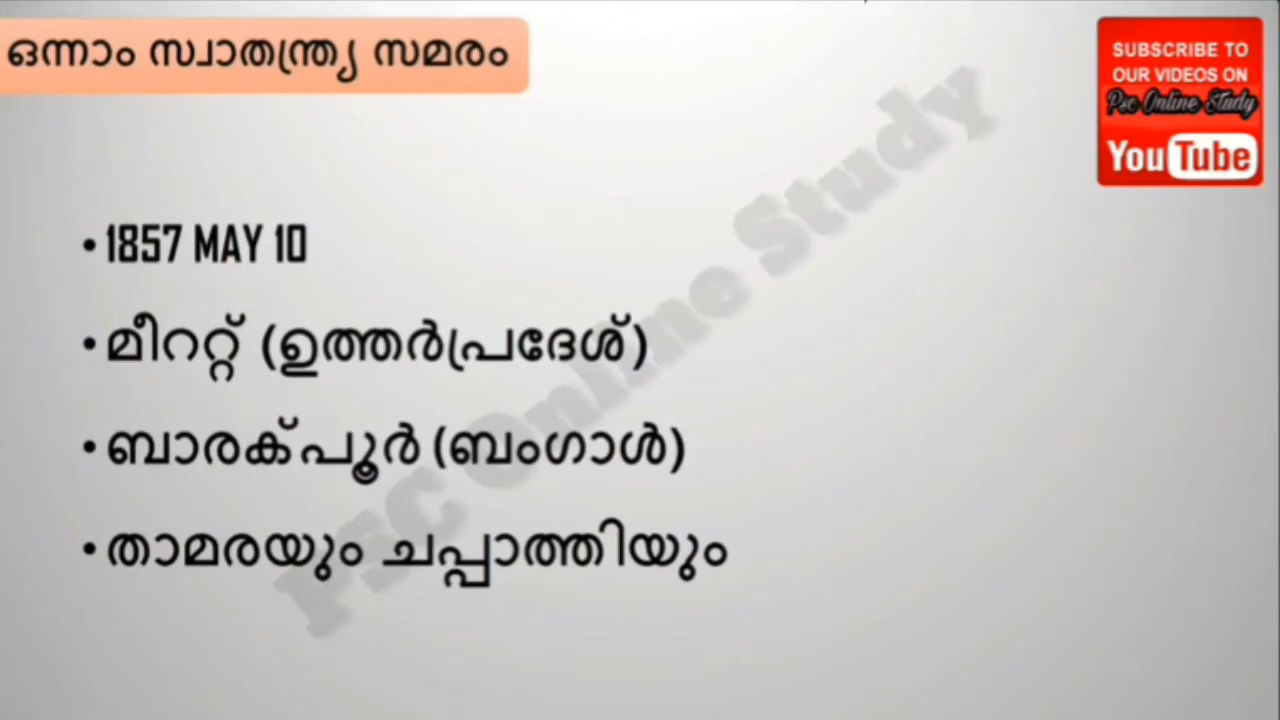 ഒന്നാം സ്വാതന്ത്ര്യ സമരം
SUBSCRIBE TO
OUR VIDEOS ON
Psc Online Study
YouTube
• 1857 MAY 10
• മീററ്റ് (ഉത്തർപ്രദേശ്)
• ബാരക്പൂർ (ബംഗാൾ)
• താമരയും ചപ്പാത്തിയും
PSC Online Study